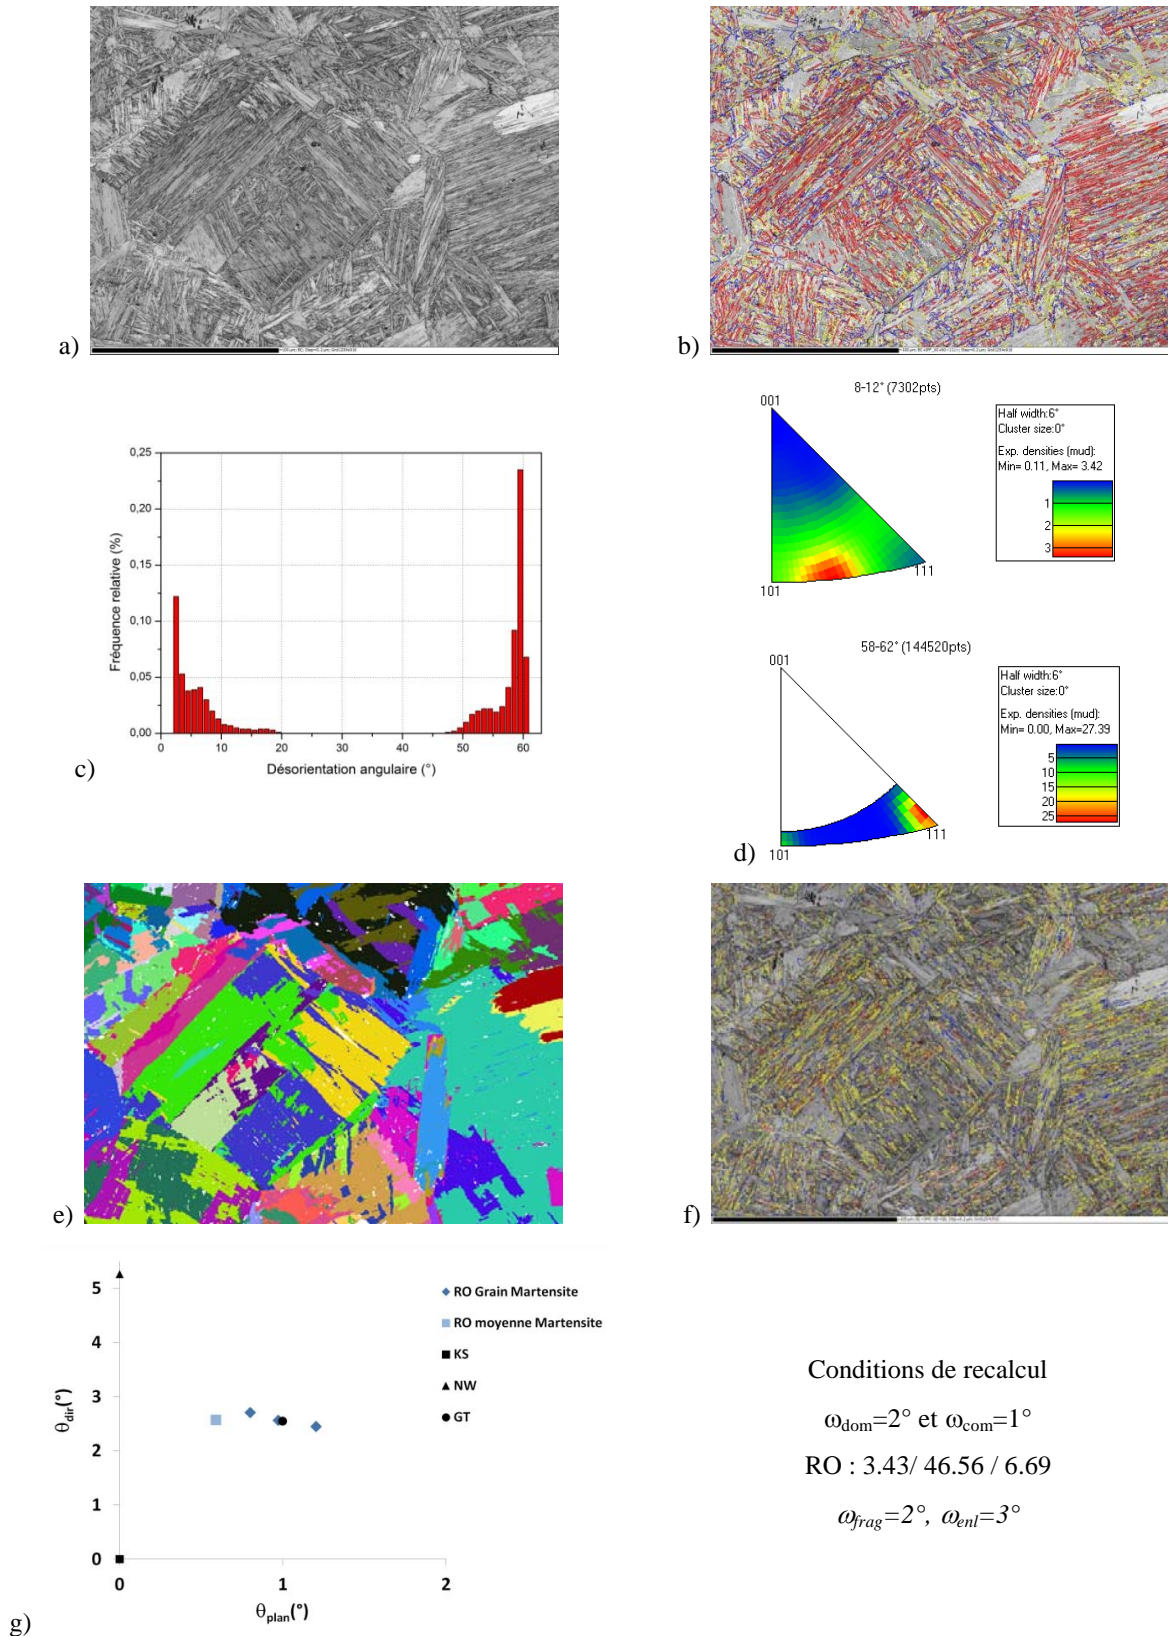 a)
b)
c)
0,25
0,20
0,15
0,10
0,05
0,00
0
10
20
30
40
50
60
Fréquence relative (%)
Désorientation angulaire (°)
8-12° (7302pts)
001
101
111
Half width:6°
Cluster size:0°
Exp. densities (mud):
Min= 0.11, Max= 3.42
1
2
3
58-62° (144520pts)
001
101
111
Half width:6°
Cluster size:0°
Exp. densities (mud):
Min= 0.00, Max=27.39
5
10
15
20
25
d)
e)
f)
5
4
3
2
1
0
0
1
2
θdir(°)
θplan(°)
RO Grain Martensite
RO moyenne Martensite
KS
NW
GT
g)
Conditions de recalcul
ωdom=2° et ωcom=1°
RO : 3.43/ 46.56 / 6.69
ωfrag=2°, ωenl=3°